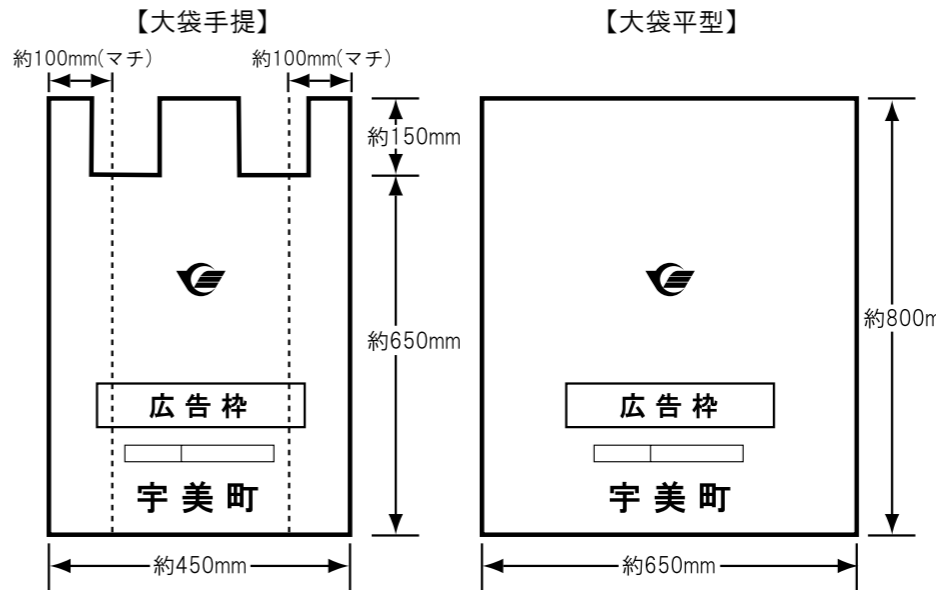 【大袋手提】
約100mm(マチ)
約100mm(マチ)
約150mm
約650mm
広告枠
宇美町
約450mm
【大袋平型】
約800m
広告枠
宇美町
約650mm